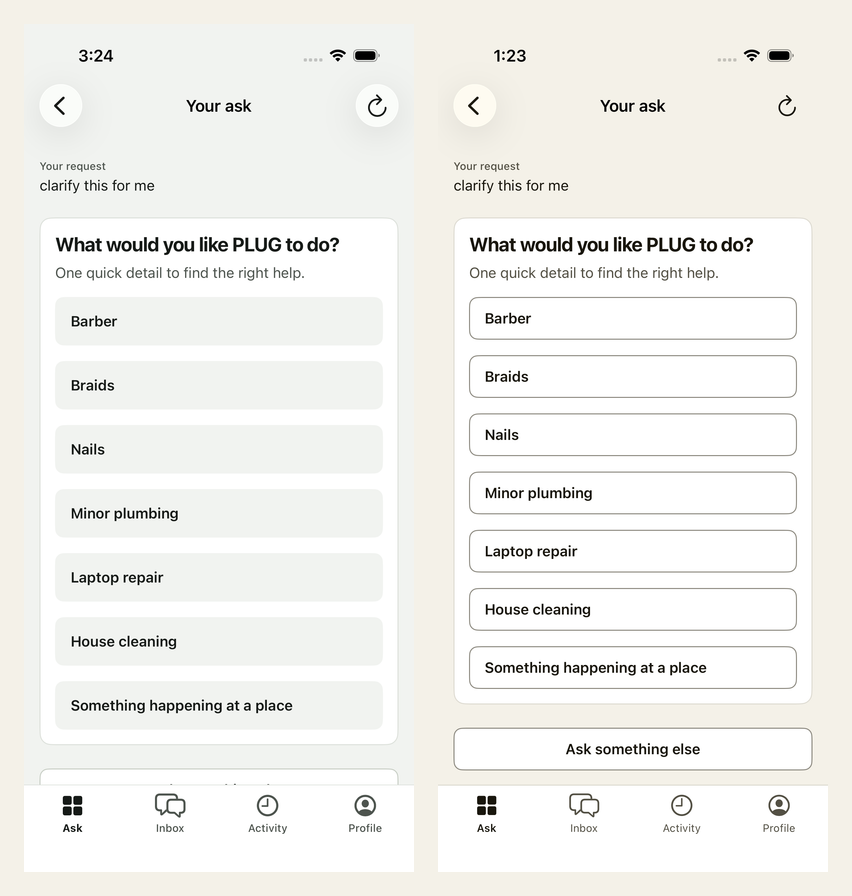 3:24
Your ask
Your request
clarify this for me
What would you like PLUG to do?
One quick detail to find the right help.
Barber
Braids
Nails
Minor plumbing
Laptop repair
House cleaning
Something happening at a place
Ask
Inbox
Activity
Profile
1:23
Your ask
Your request
clarify this for me
What would you like PLUG to do?
One quick detail to find the right help.
Barber
Braids
Nails
Minor plumbing
Laptop repair
House cleaning
Something happening at a place
Ask something else
Ask
Inbox
Activity
Profile